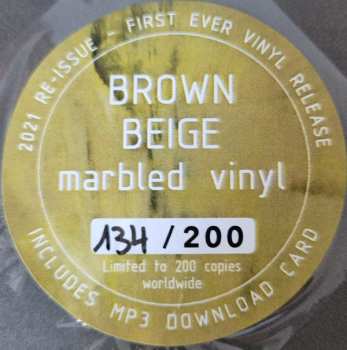 2021 RE-ISSUE - FIRST EVER VINYL RELEASE
BROWN
BEIGE
marbled vinyl
134 / 200
Limited to 200 copies
worldwide
INCLUDES MP3 DOWNLOAD CARD